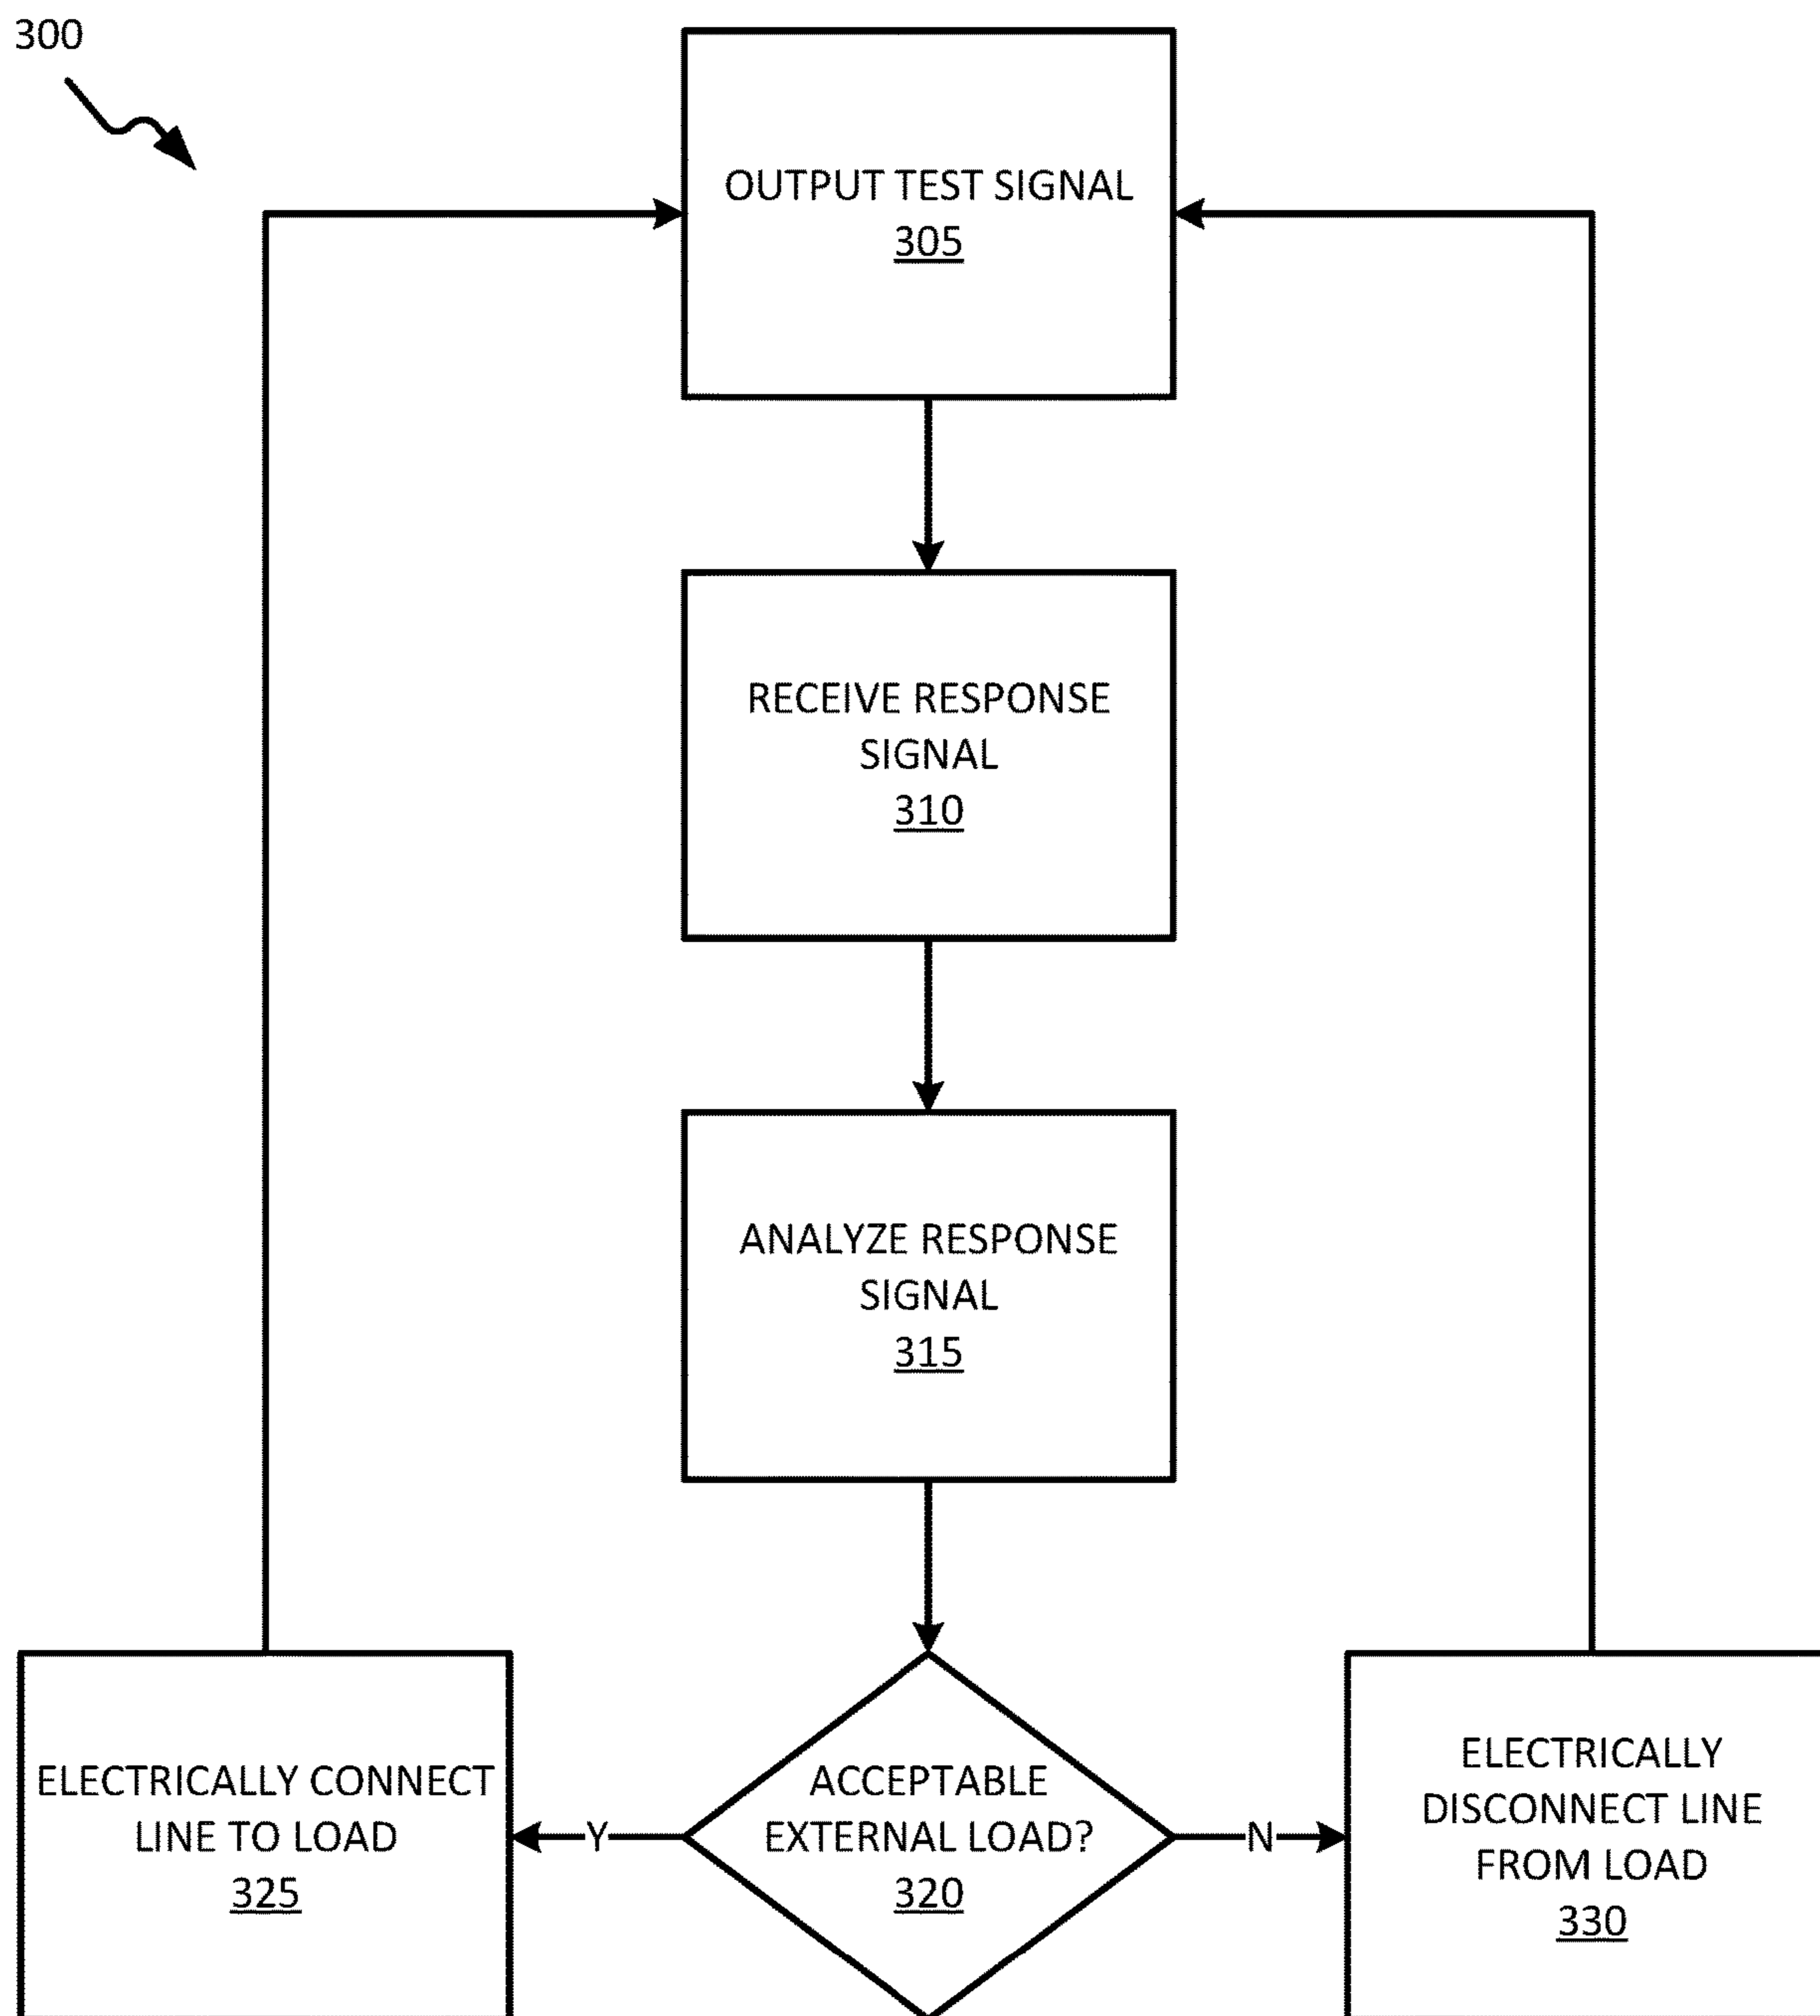 300
OUTPUT TEST SIGNAL
305
RECEIVE RESPONSE
SIGNAL
310
ANALYZE RESPONSE
SIGNAL
315
ELECTRICALLY CONNECT
LINE TO LOAD
325
Y
ACCEPTABLE
EXTERNAL LOAD?
320
N
ELECTRICALLY
DISCONNECT LINE
FROM LOAD
330